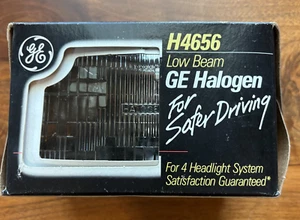 GE
H4656
Low Beam
GE Halogen
For
Safer Driving
For 4 Headlight System
Satisfaction Guaranteed*